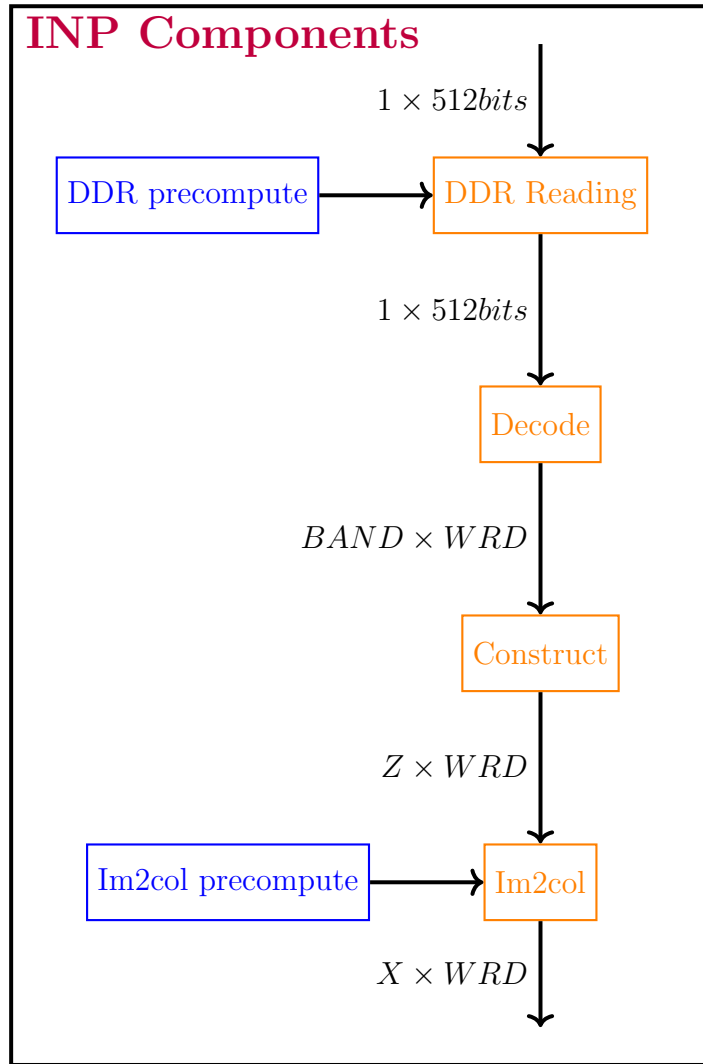 INP Components
1 × 512bits
DDR precompute
DDR Reading
1 × 512bits
Decode
BAND × WRD
Construct
Z × WRD
Im2col precompute
Im2col
X × WRD